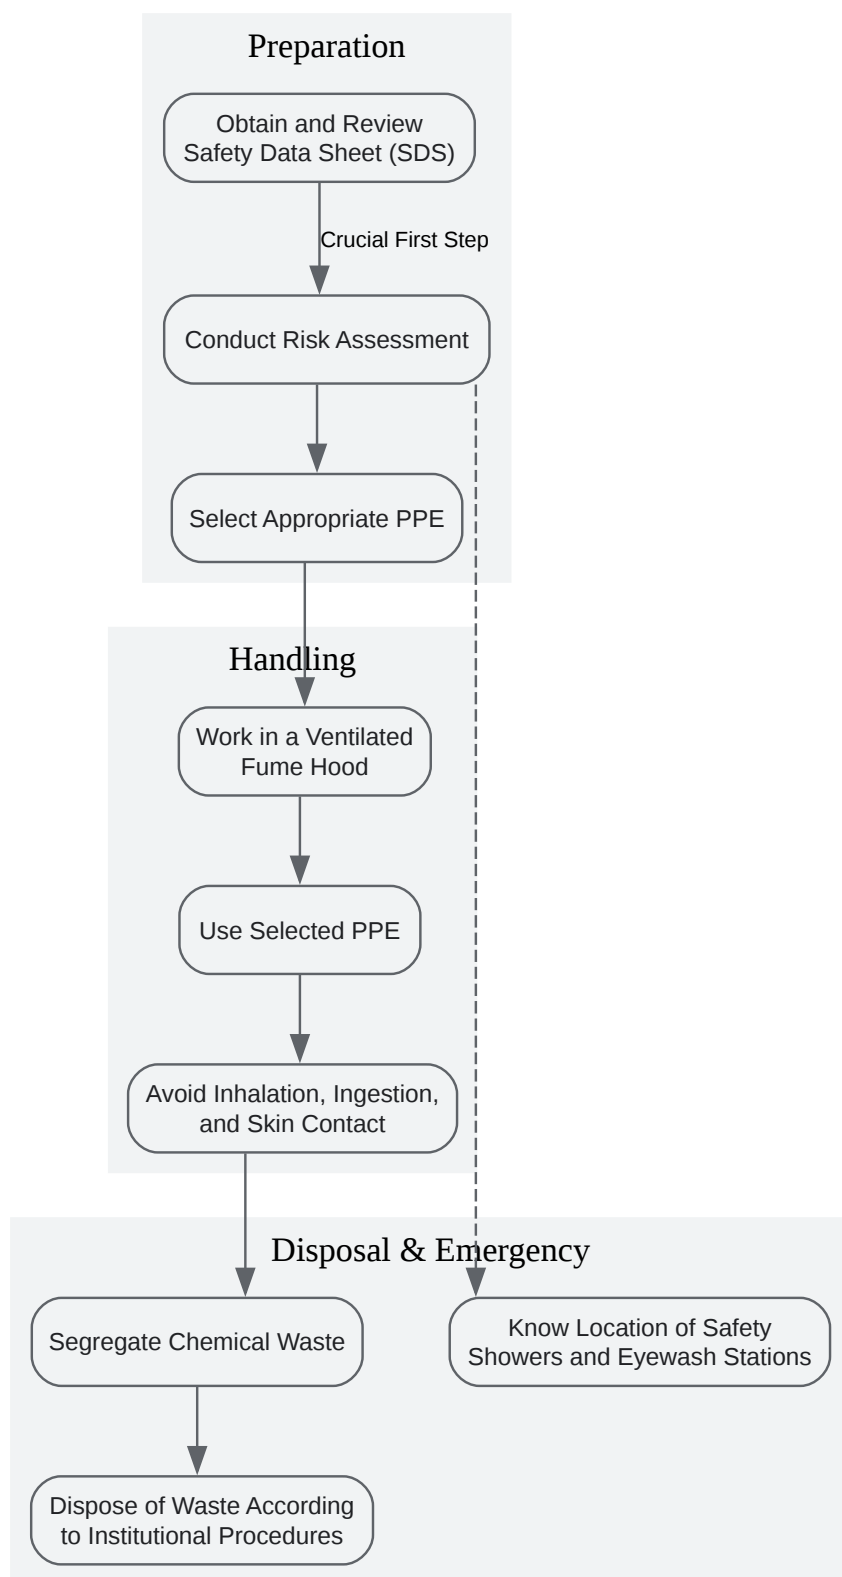 Preparation
Obtain and Review
Safety Data Sheet (SDS)
Crucial First Step
Conduct Risk Assessment
Select Appropriate PPE
Handling
Work in a Ventilated
Fume Hood
Use Selected PPE
Avoid Inhalation, Ingestion,
and Skin Contact
Disposal & Emergency
Segregate Chemical Waste
Know Location of Safety
Showers and Eyewash Stations
Dispose of Waste According
to Institutional Procedures